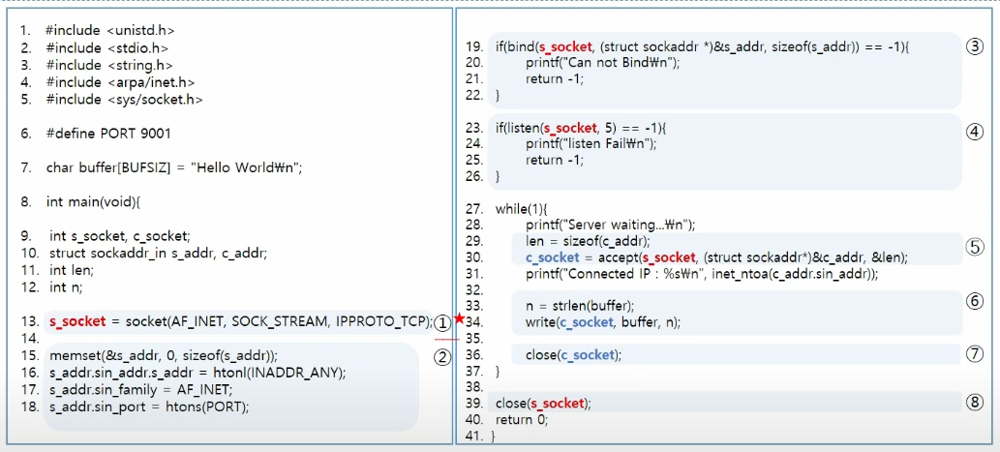 1. #include <unistd.h>
2. #include <stdio.h>
3. #include <string.h>
4. #include <arpa/inet.h>
5. #include <sys/socket.h>
6. #define PORT 9001
7. char buffer[BUFSIZ] = "Hello World₩n";
8. int main(void){
9. int s_socket, c_socket;
10. struct sockaddr_in s_addr, c_addr;
11. int len;
12. int n;
13. s_socket = socket(AF_INET, SOCK_STREAM, IPPROTO_TCP); ①
14.
15. memset(&s_addr, 0, sizeof(s_addr)); ②
16. s_addr.sin_addr.s_addr = htonl(INADDR_ANY);
17. s_addr.sin_family = AF_INET;
18. s_addr.sin_port = htons(PORT);
19. if(bind(s_socket, (struct sockaddr *)&s_addr, sizeof(s_addr)) == -1){ ③
20. printf("Can not Bind₩n");
21. return -1;
22. }
23. if(listen(s_socket, 5) == -1){ ④
24. printf("listen Fail₩n");
25. return -1;
26. }
27. while(1){
28. printf("Server waiting...₩n");
29. len = sizeof(c_addr); ⑤
30. c_socket = accept(s_socket, (struct sockaddr*)&c_addr, &len);
31. printf("Connected IP : %s₩n", inet_ntoa(c_addr.sin_addr));
32.
33. n = strlen(buffer); ⑥
★34. write(c_socket, buffer, n);
35.
36. close(c_socket); ⑦
37. }
38.
39. close(s_socket); ⑧
40. return 0;
41. }